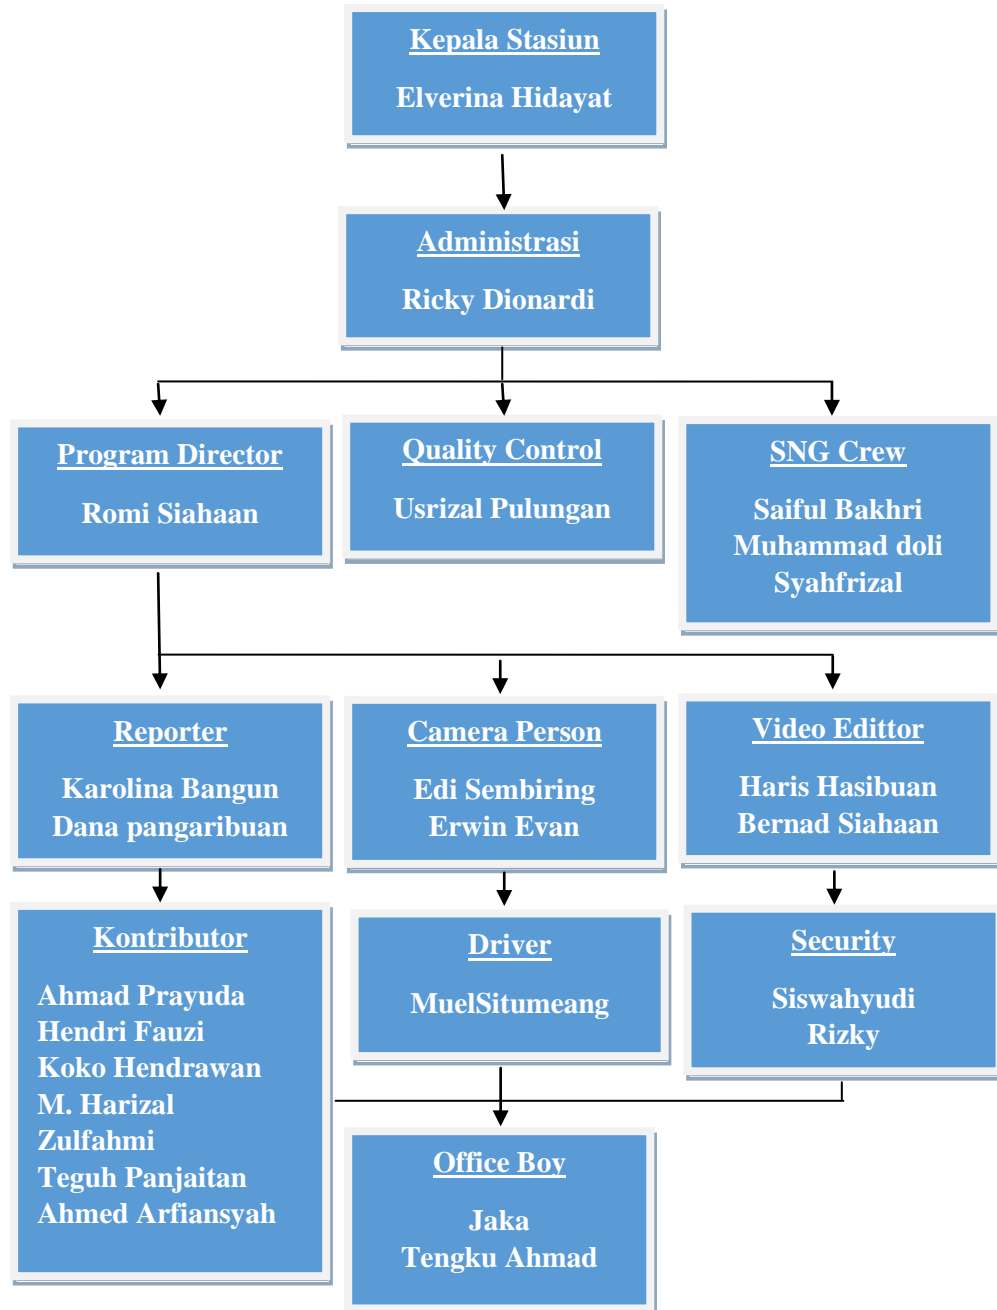 Kepala Stasiun
Elverina Hidayat
Administrasi
Ricky Dionardi
Program Director
Romi Siahaan
Quality Control
Usrizal Pulungan
SNG Crew
Saiful Bakhri
Muhammad doli
Syahfrizal
Reporter
Karolina Bangun
Dana pangaribuan
Camera Person
Edi Sembiring
Erwin Evan
Video Edittor
Haris Hasibuan
Bernad Siahaan
Kontributor
Ahmad Prayuda
Hendri Fauzi
Koko Hendrawan
M. Harizal
Zulfahmi
Teguh Panjaitan
Ahmed Arfiansyah
Driver
MuelSitumeang
Security
Siswahyudi
Rizky
Office Boy
Jaka
Tengku Ahmad